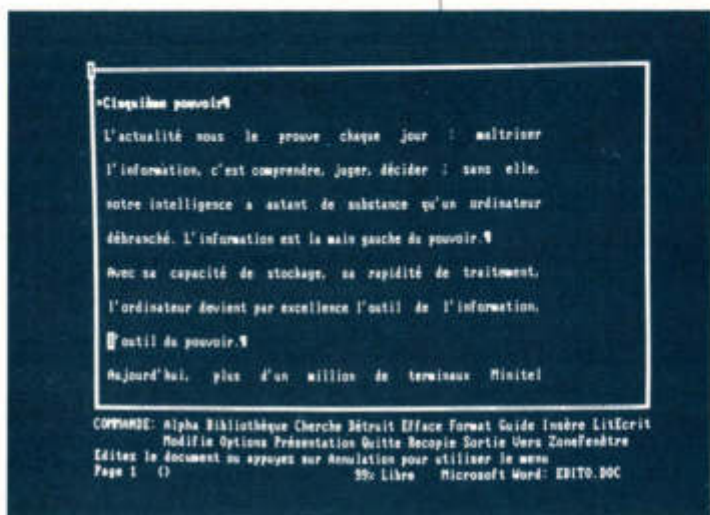 1
Cinquième pouvoir¶
L'actualité nous le prouve chaque jour : maîtriser
l'information, c'est comprendre, juger, décider ; sans elle,
notre intelligence a autant de substance qu'un ordinateur
débranché. L'information est la main gauche du pouvoir.¶
Avec sa capacité de stockage, sa rapidité de traitement,
l'ordinateur devient par excellence l'outil de l'information,
l'outil du pouvoir.¶
Aujourd'hui, plus d'un million de terminaux Minitel
COMMANDE: Alpha Bibliothèque Cherche Détruit Efface Format Guide Insère LitEcrit
Modifie Options Présentation Quitte Recopie Sortie Vers ZoneFenêtre
Editez le document ou appuyez sur Annulation pour utiliser le menu
Page 1 () 99% Libre Microsoft Word: EDITO.DOC